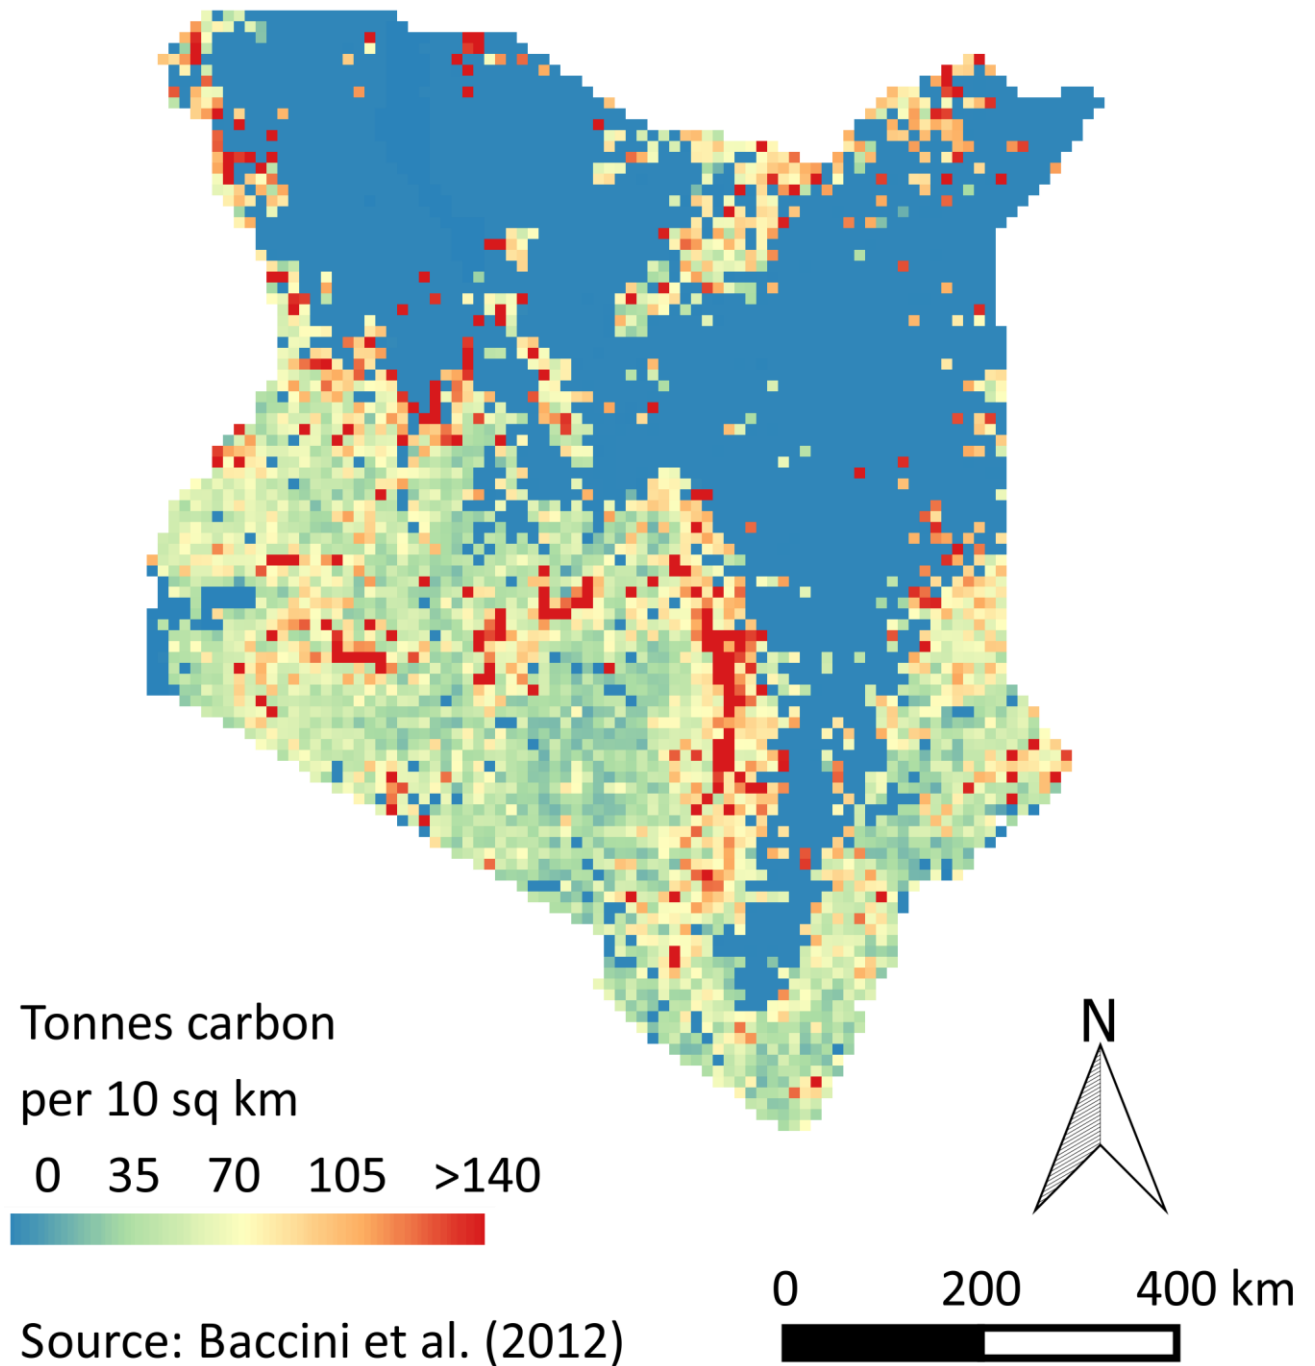 Tonnes carbon
per 10 sq km
0 35 70 105 >140
N
0 200 400 km
Source: Baccini et al. (2012)